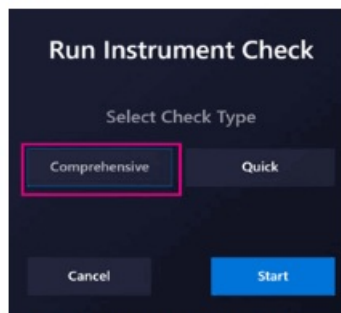 Run Instrument Check
Select Check Type
Comprehensive Quick
Cancel Start